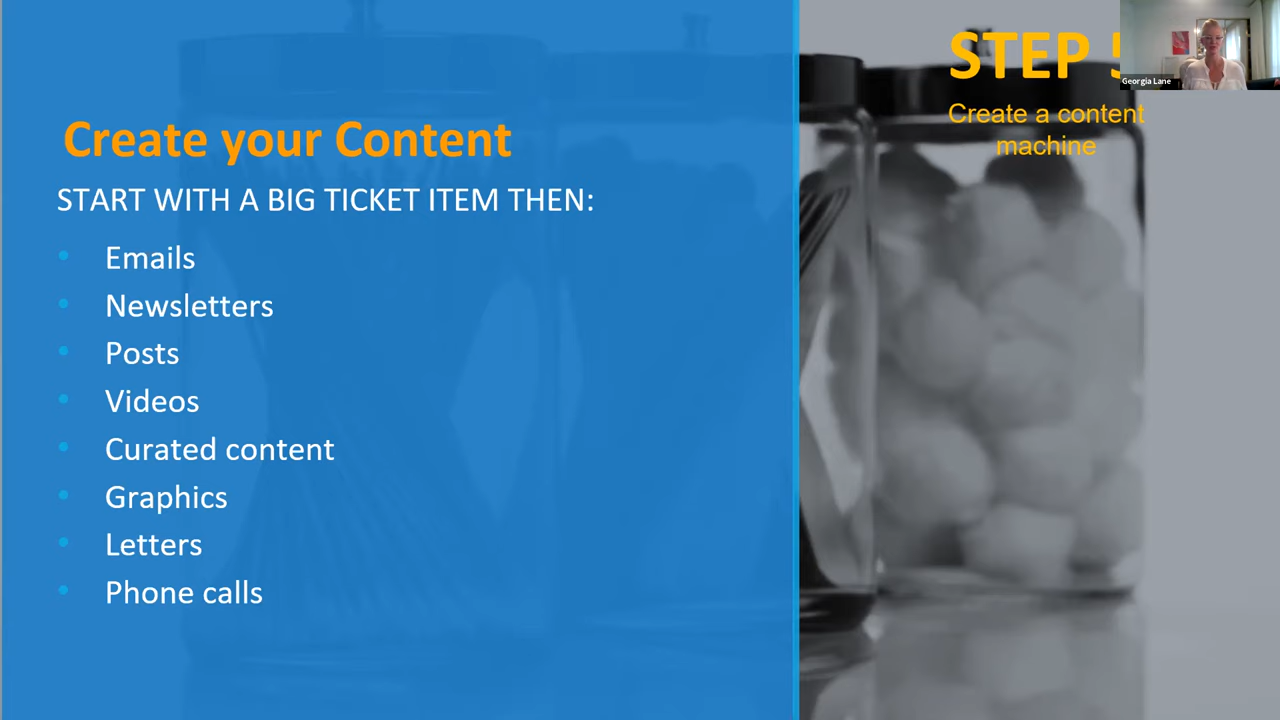 STEP 5
Georgia Lane
Create a content
machine
Create your Content
START WITH A BIG TICKET ITEM THEN:
Emails
Newsletters
Posts
Videos
Curated content
Graphics
Letters
Phone calls